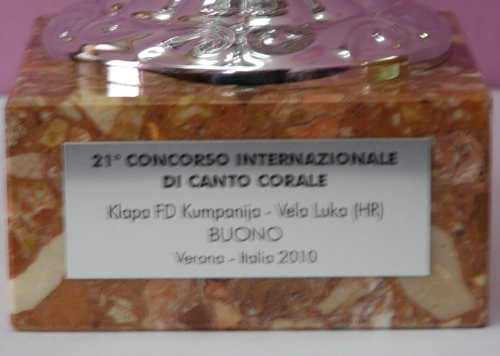 21° CONCORSO INTERNAZIONALE
DI CANTO CORALE
Klapa FD Kumpanija - Vela Luka (HR)
BUONO
Verona - Italia 2010